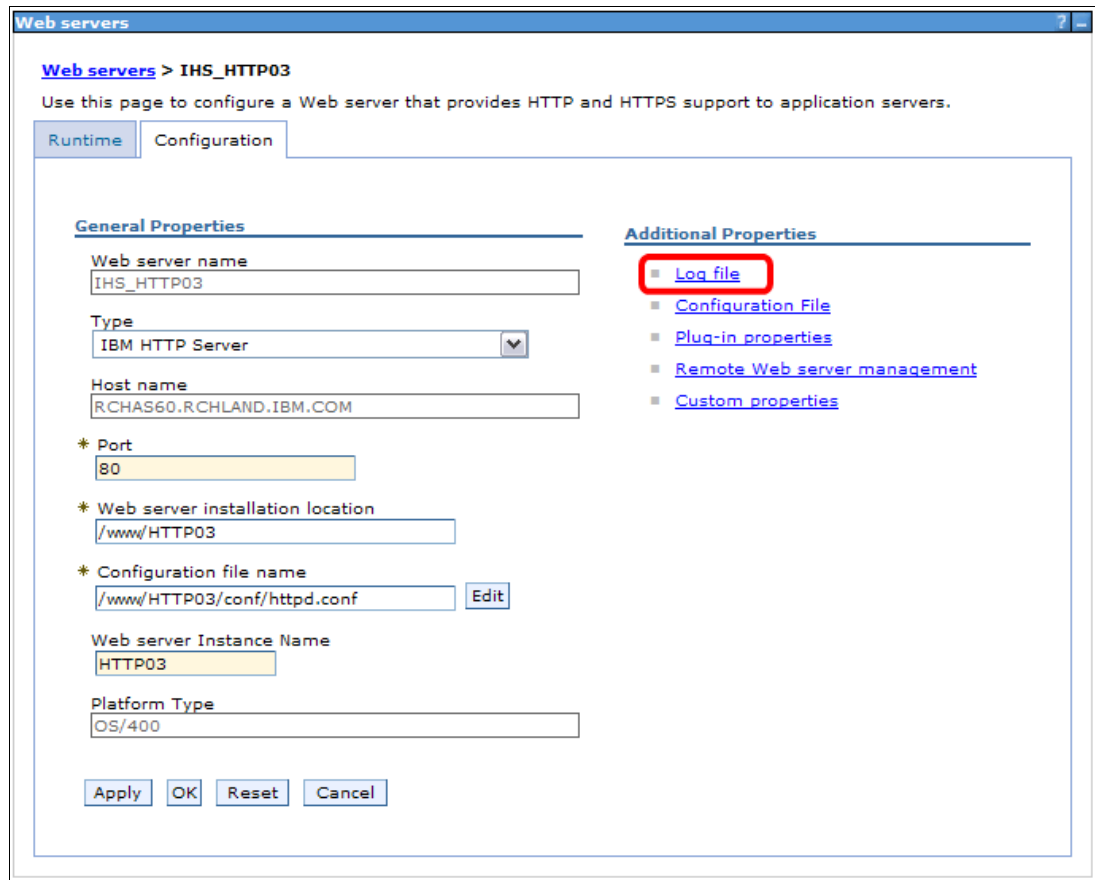 Web servers ? –
Web servers > IHS_HTTP03
Use this page to configure a Web server that provides HTTP and HTTPS support to application servers.
Runtime Configuration
General Properties
Web server name
IHS_HTTP03
Type
IBM HTTP Server
Host name
RCHAS60.RCHLAND.IBM.COM
* Port
80
* Web server installation location
/www/HTTP03
* Configuration file name
/www/HTTP03/conf/httpd.conf Edit
Web server Instance Name
HTTP03
Platform Type
OS/400
Apply OK Reset Cancel
Additional Properties
Log file
Configuration File
Plug-in properties
Remote Web server management
Custom properties